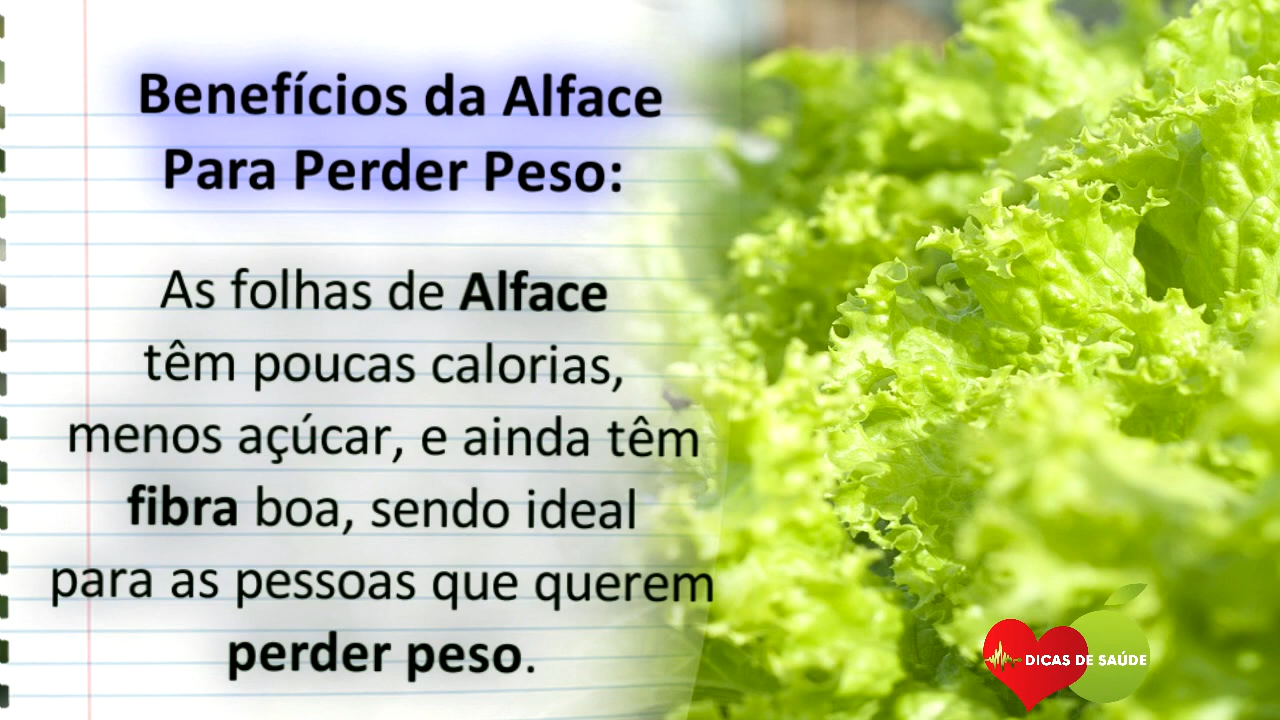 Benefícios da Alface
Para Perder Peso:
As folhas de Alface
têm poucas calorias,
menos açúcar, e ainda têm
fibra boa, sendo ideal
para as pessoas que querem
perder peso.
DICAS DE SAÚDE